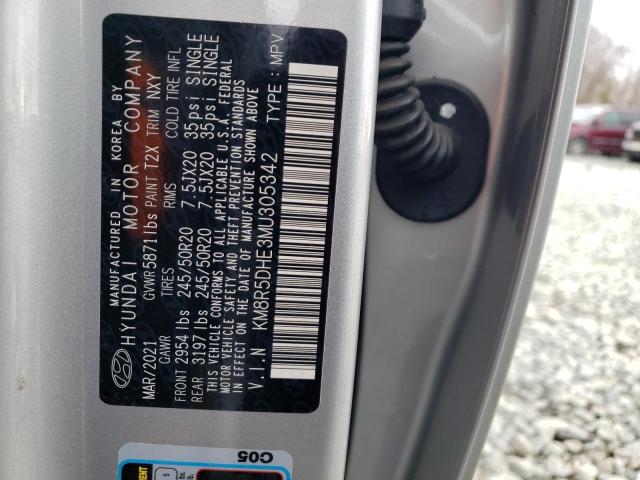 MANUFACTURED IN KOREA BY
HYUNDAI MOTOR COMPANY
MAR/2021 GVWR 5871 lbs PAINT T2X TRIM NXY
GAWR TIRES RIMS COLD TIRE INFL
FRONT 2954 lbs 245/50R20 7.5JX20 35psi SINGLE
REAR 3197 lbs 245/50R20 7.5JX20 35psi SINGLE
THIS VEHICLE CONFORMS TO ALL APPLICABLE U.S.A. FEDERAL
MOTOR VEHICLE SAFETY AND THEFT PREVENTION STANDARDS
IN EFFECT ON THE DATE OF MANUFACTURE SHOWN ABOVE
V.I.N KM8R5DHE3MU305342 TYPE : MPV
C05